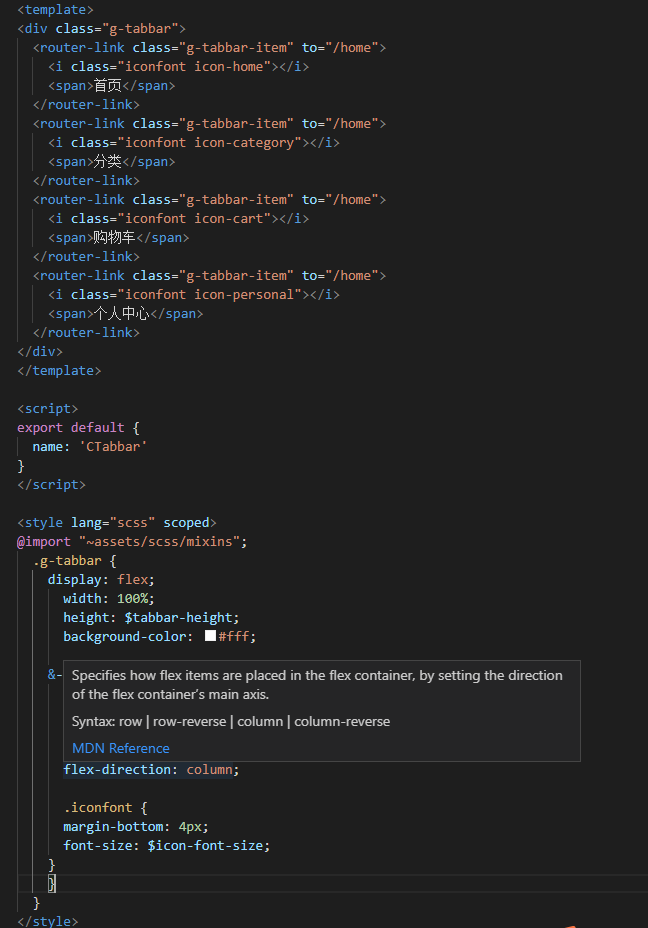 <template>
<div class="g-tabbar">
<router-link class="g-tabbar-item" to="/home">
<i class="iconfont icon-home"></i>
<span>首页</span>
</router-link>
<router-link class="g-tabbar-item" to="/home">
<i class="iconfont icon-category"></i>
<span>分类</span>
</router-link>
<router-link class="g-tabbar-item" to="/home">
<i class="iconfont icon-cart"></i>
<span>购物车</span>
</router-link>
<router-link class="g-tabbar-item" to="/home">
<i class="iconfont icon-personal"></i>
<span>个人中心</span>
</router-link>
</div>
</template>
<script>
export default {
name: 'CTabbar'
}
</script>
<style lang="scss" scoped>
@import "~assets/scss/mixins";
.g-tabbar {
display: flex;
width: 100%;
height: $tabbar-height;
background-color: #fff;
&-
Specifies how flex items are placed in the flex container, by setting the direction
of the flex container's main axis.
Syntax: row | row-reverse | column | column-reverse
MDN Reference
flex-direction: column;
.iconfont {
margin-bottom: 4px;
font-size: $icon-font-size;
}
}
}
</style>